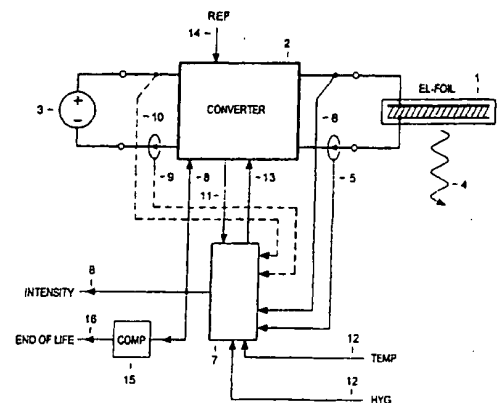 REF
14
2
EL-FOIL
1
3
+
−
CONVERTER
10
6
9
8
11
13
5
4
INTENSITY
8
END OF LIFE
16
COMP
15
7
12
TEMP
12
HYG